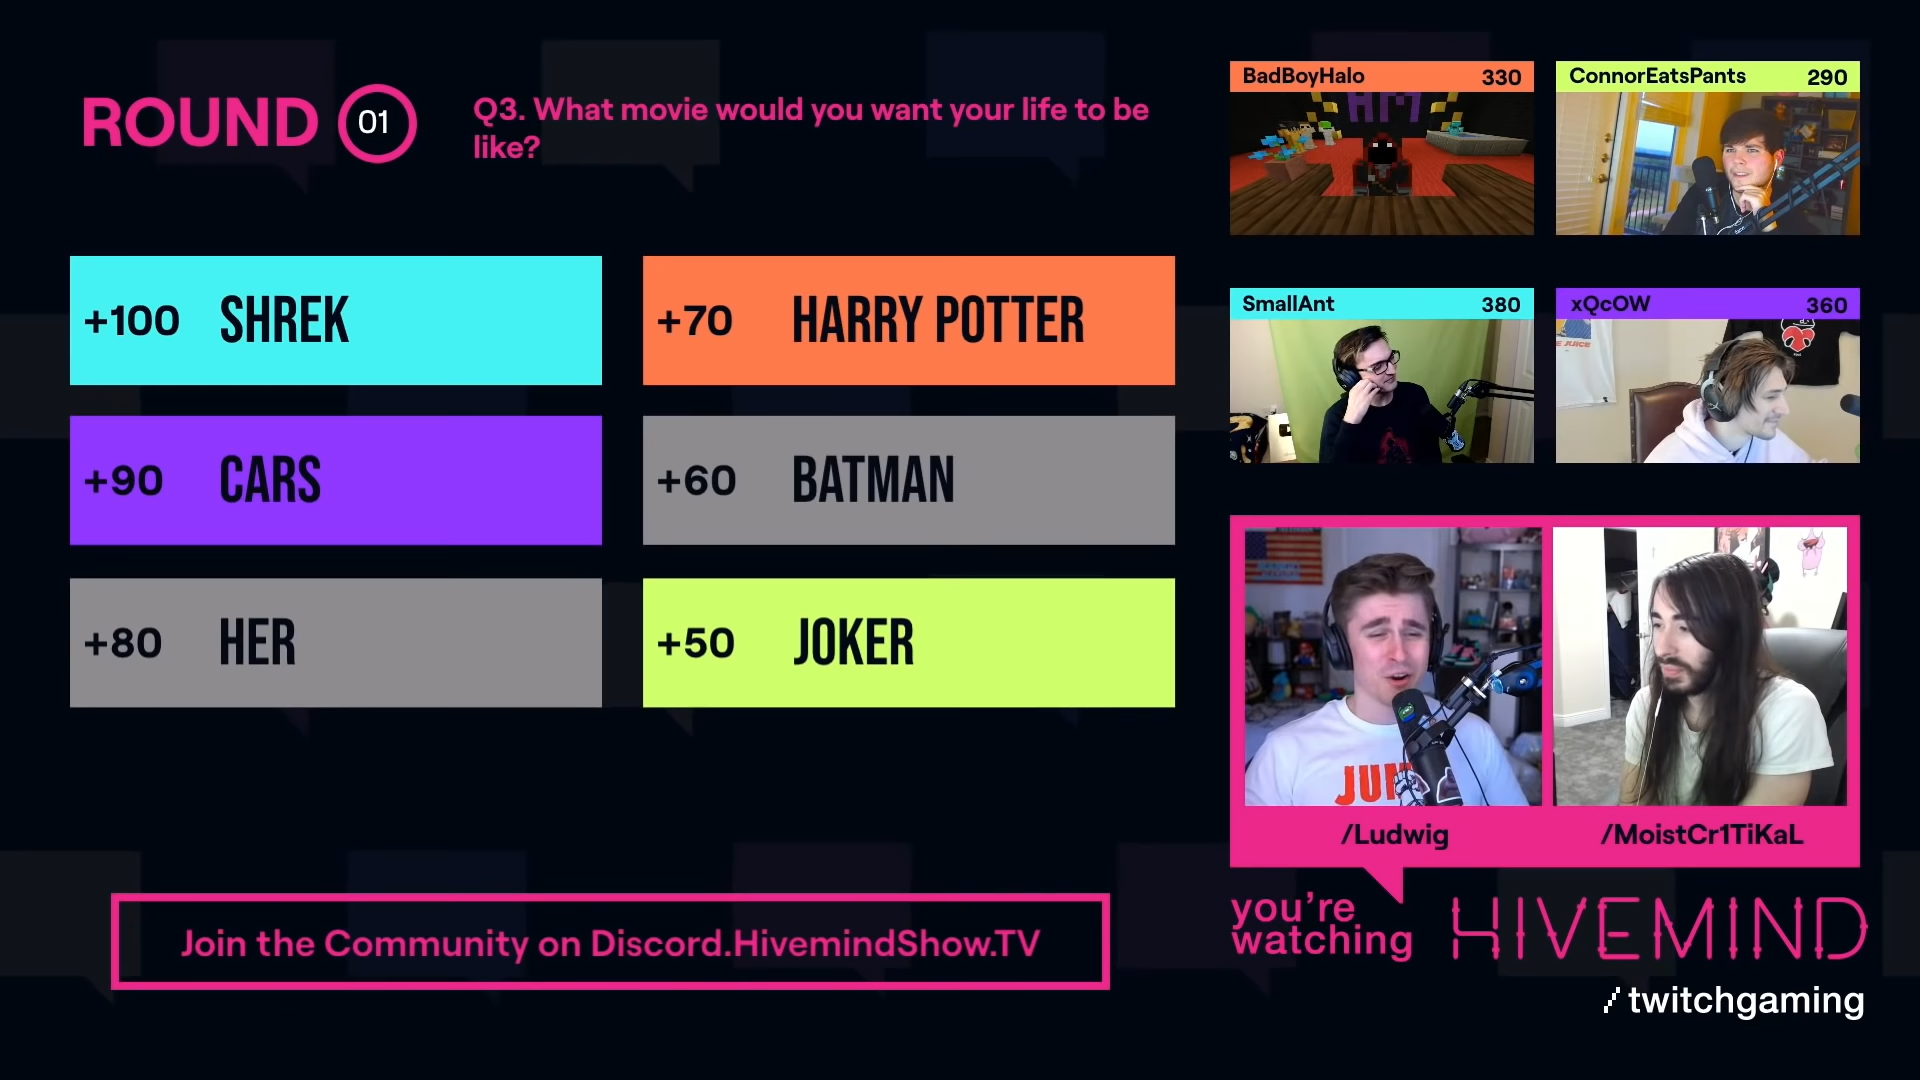 ROUND 01
Q3. What movie would you want your life to be
like?
+100 SHREK
+70 HARRY POTTER
+90 CARS
+60 BATMAN
+80 HER
+50 JOKER
Join the Community on Discord.HivemindShow.TV
BadBoyHalo 330
ConnorEatsPants 290
SmallAnt 380
xQcOW 360
E JUICE
JUN
/Ludwig
/MoistCr1TiKaL
you're
watching
HIVEMIND
/twitchgaming